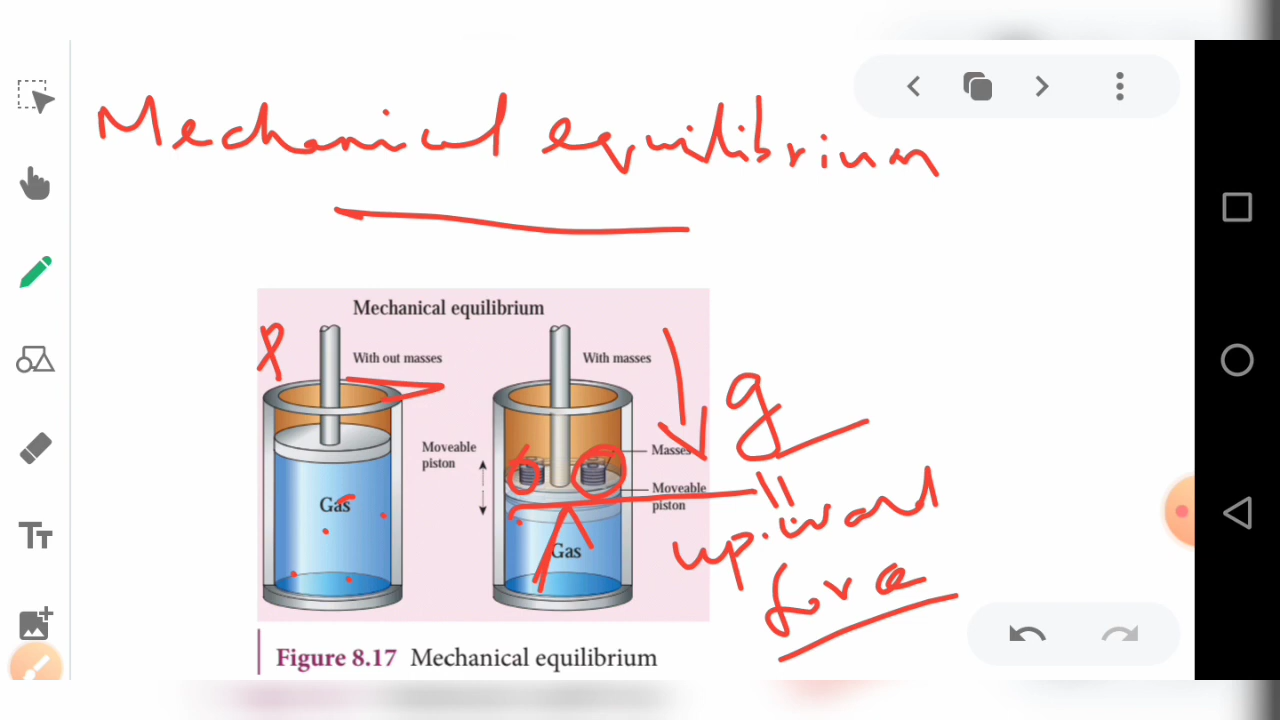 Mechanical equilibrium
Mechanical equilibrium
With out masses
With masses
P
g
Moveable
piston
Masses
Moveable
piston
Gas
Gas
=
upward
force
TT
Figure 8.17 Mechanical equilibrium